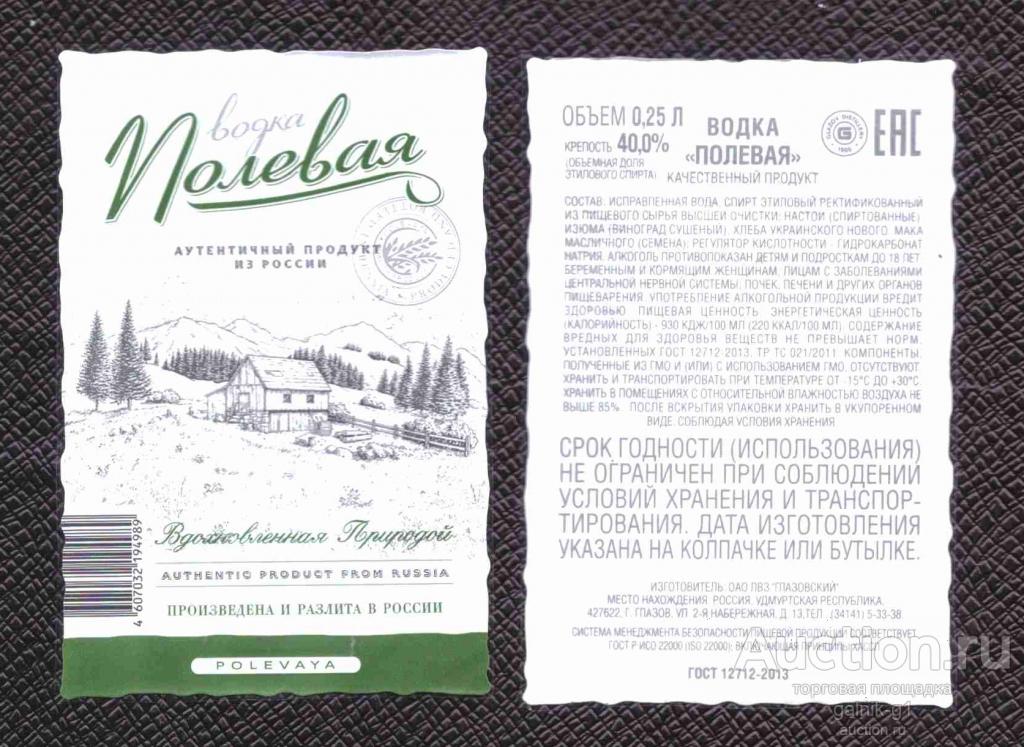 водка
Полевая
АУТЕНТИЧНЫЙ ПРОДУКТ
ИЗ РОССИИ
Вдохновленная Природой
AUTHENTIC PRODUCT FROM RUSSIA
ПРОИЗВЕДЕНА И РАЗЛИТА В РОССИИ
POLEVAYA
4 607032 194989
ОБЪЕМ 0,25 Л
КРЕПОСТЬ 40,0%
(ОБЪЕМНАЯ ДОЛЯ
ЭТИЛОВОГО СПИРТА)
ВОДКА
«ПОЛЕВАЯ»
КАЧЕСТВЕННЫЙ ПРОДУКТ
GLAZOV DISTILLERY
G
EAC
СОСТАВ: ИСПРАВЛЕННАЯ ВОДА, СПИРТ ЭТИЛОВЫЙ РЕКТИФИКОВАННЫЙ
ИЗ ПИЩЕВОГО СЫРЬЯ ВЫСШЕЙ ОЧИСТКИ; НАСТОИ (СПИРТОВАННЫЕ)
ИЗЮМА (ВИНОГРАД СУШЕНЫЙ), ХЛЕБА УКРАИНСКОГО НОВОГО, МАКА
МАСЛИЧНОГО (СЕМЕНА); РЕГУЛЯТОР КИСЛОТНОСТИ - ГИДРОКАРБОНАТ
НАТРИЯ. АЛКОГОЛЬ ПРОТИВОПОКАЗАН ДЕТЯМ И ПОДРОСТКАМ ДО 18 ЛЕТ,
БЕРЕМЕННЫМ И КОРМЯЩИМ ЖЕНЩИНАМ, ЛИЦАМ С ЗАБОЛЕВАНИЯМИ
ЦЕНТРАЛЬНОЙ НЕРВНОЙ СИСТЕМЫ, ПОЧЕК, ПЕЧЕНИ И ДРУГИХ ОРГАНОВ
ПИЩЕВАРЕНИЯ. УПОТРЕБЛЕНИЕ АЛКОГОЛЬНОЙ ПРОДУКЦИИ ВРЕДИТ
ЗДОРОВЬЮ. ПИЩЕВАЯ ЦЕННОСТЬ: ЭНЕРГЕТИЧЕСКАЯ ЦЕННОСТЬ
(КАЛОРИЙНОСТЬ) - 930 КДЖ/100 МЛ (220 ККАЛ/100 МЛ). СОДЕРЖАНИЕ
ВРЕДНЫХ ДЛЯ ЗДОРОВЬЯ ВЕЩЕСТВ НЕ ПРЕВЫШАЕТ НОРМ,
УСТАНОВЛЕННЫХ ГОСТ 12712-2013, ТР ТС 021/2011. КОМПОНЕНТЫ,
ПОЛУЧЕННЫЕ ИЗ ГМО И (ИЛИ) С ИСПОЛЬЗОВАНИЕМ ГМО, ОТСУТСТВУЮТ.
ХРАНИТЬ И ТРАНСПОРТИРОВАТЬ ПРИ ТЕМПЕРАТУРЕ ОТ -15°С ДО +30°С.
ХРАНИТЬ В ПОМЕЩЕНИЯХ С ОТНОСИТЕЛЬНОЙ ВЛАЖНОСТЬЮ ВОЗДУХА НЕ
ВЫШЕ 85%. ПОСЛЕ ВСКРЫТИЯ УПАКОВКИ ХРАНИТЬ В УКУПОРЕННОМ
ВИДЕ, СОБЛЮДАЯ УСЛОВИЯ ХРАНЕНИЯ.
СРОК ГОДНОСТИ (ИСПОЛЬЗОВАНИЯ)
НЕ ОГРАНИЧЕН ПРИ СОБЛЮДЕНИИ
УСЛОВИЙ ХРАНЕНИЯ И ТРАНСПОР-
ТИРОВАНИЯ. ДАТА ИЗГОТОВЛЕНИЯ
УКАЗАНА НА КОЛПАЧКЕ ИЛИ БУТЫЛКЕ.
ИЗГОТОВИТЕЛЬ: ОАО ЛВЗ "ГЛАЗОВСКИЙ"
МЕСТО НАХОЖДЕНИЯ: РОССИЯ, УДМУРТСКАЯ РЕСПУБЛИКА,
427622, Г. ГЛАЗОВ, УЛ. 2-Я НАБЕРЕЖНАЯ, Д. 13, ТЕЛ. (34141) 5-33-38
СИСТЕМА МЕНЕДЖМЕНТА БЕЗОПАСНОСТИ ПИЩЕВОЙ ПРОДУКЦИИ СООТВЕТСТВУЕТ
ГОСТ Р ИСО 22000 (ISO 22000), ВКЛЮЧАЮЩАЯ ПРИНЦИПЫ ХАССП
ГОСТ 12712-2013
Auction.ru
торговая площадка
galnik-g1
auction.ru